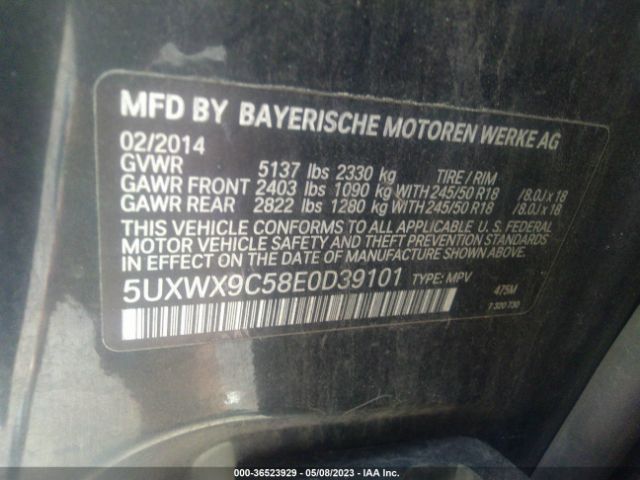 MFD BY BAYERISCHE MOTOREN WERKE AG
02/2014
GVWR 5137 lbs 2330 kg TIRE / RIM
GAWR FRONT 2403 lbs 1090 kg WITH 245/50 R18 /8.0J x 18
GAWR REAR 2822 lbs 1280 kg WITH 245/50 R18 /8.0J x 18
THIS VEHICLE CONFORMS TO ALL APPLICABLE U. S. FEDERAL
MOTOR VEHICLE SAFETY AND THEFT PREVENTION STANDARDS
IN EFFECT ON THE DATE OF MANUFACTURE SHOWN ABOVE.
5UXWX9C58E0D39101 TYPE: MPV 475M
7 320 730
000-36523929 - 05/08/2023 - IAA Inc.